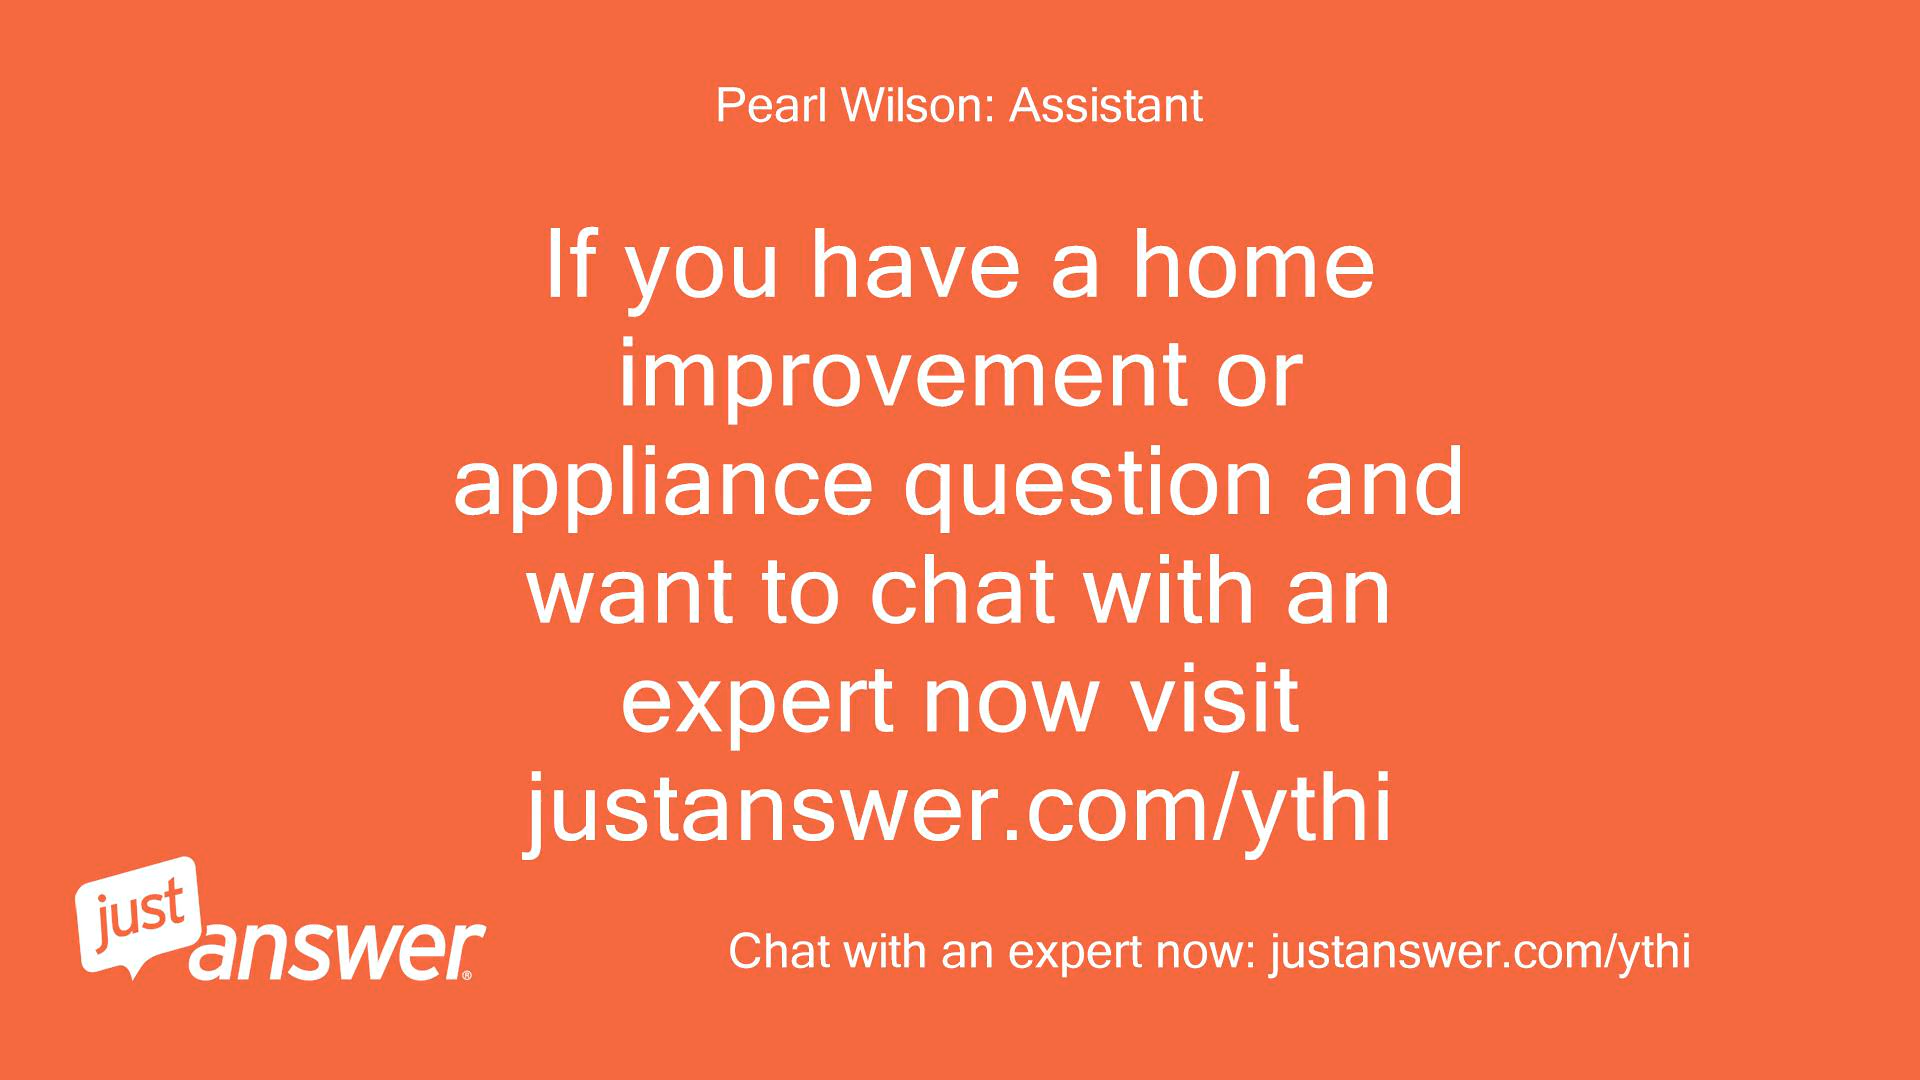 Pearl Wilson: Assistant
If you have a home
improvement or
appliance question and
want to chat with an
expert now visit
justanswer.com/ythi
just
answer®
Chat with an expert now: justanswer.com/ythi